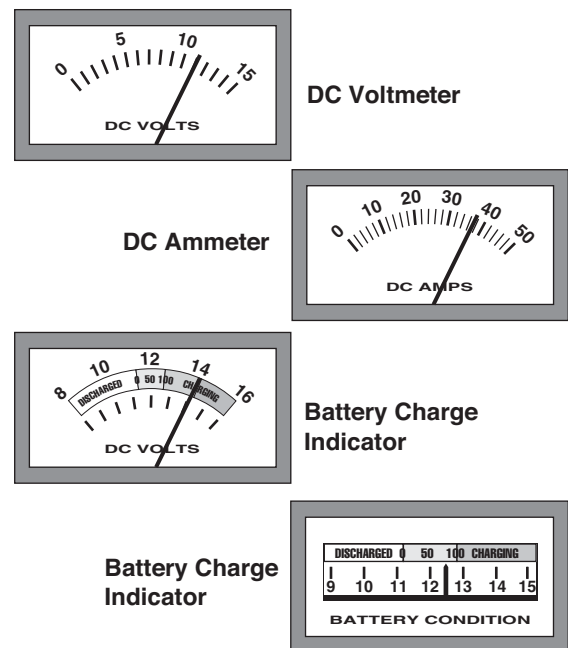 0 5 10 15
DC VOLTS
DC Voltmeter
0 10 20 30 40 50
DC AMPS
DC Ammeter
8 10 12 14 16
DISCHARGED 0 50 100 CHARGING
DC VOLTS
Battery Charge
Indicator
DISCHARGED 0 50 100 CHARGING
9 10 11 12 13 14 15
BATTERY CONDITION
Battery Charge
Indicator